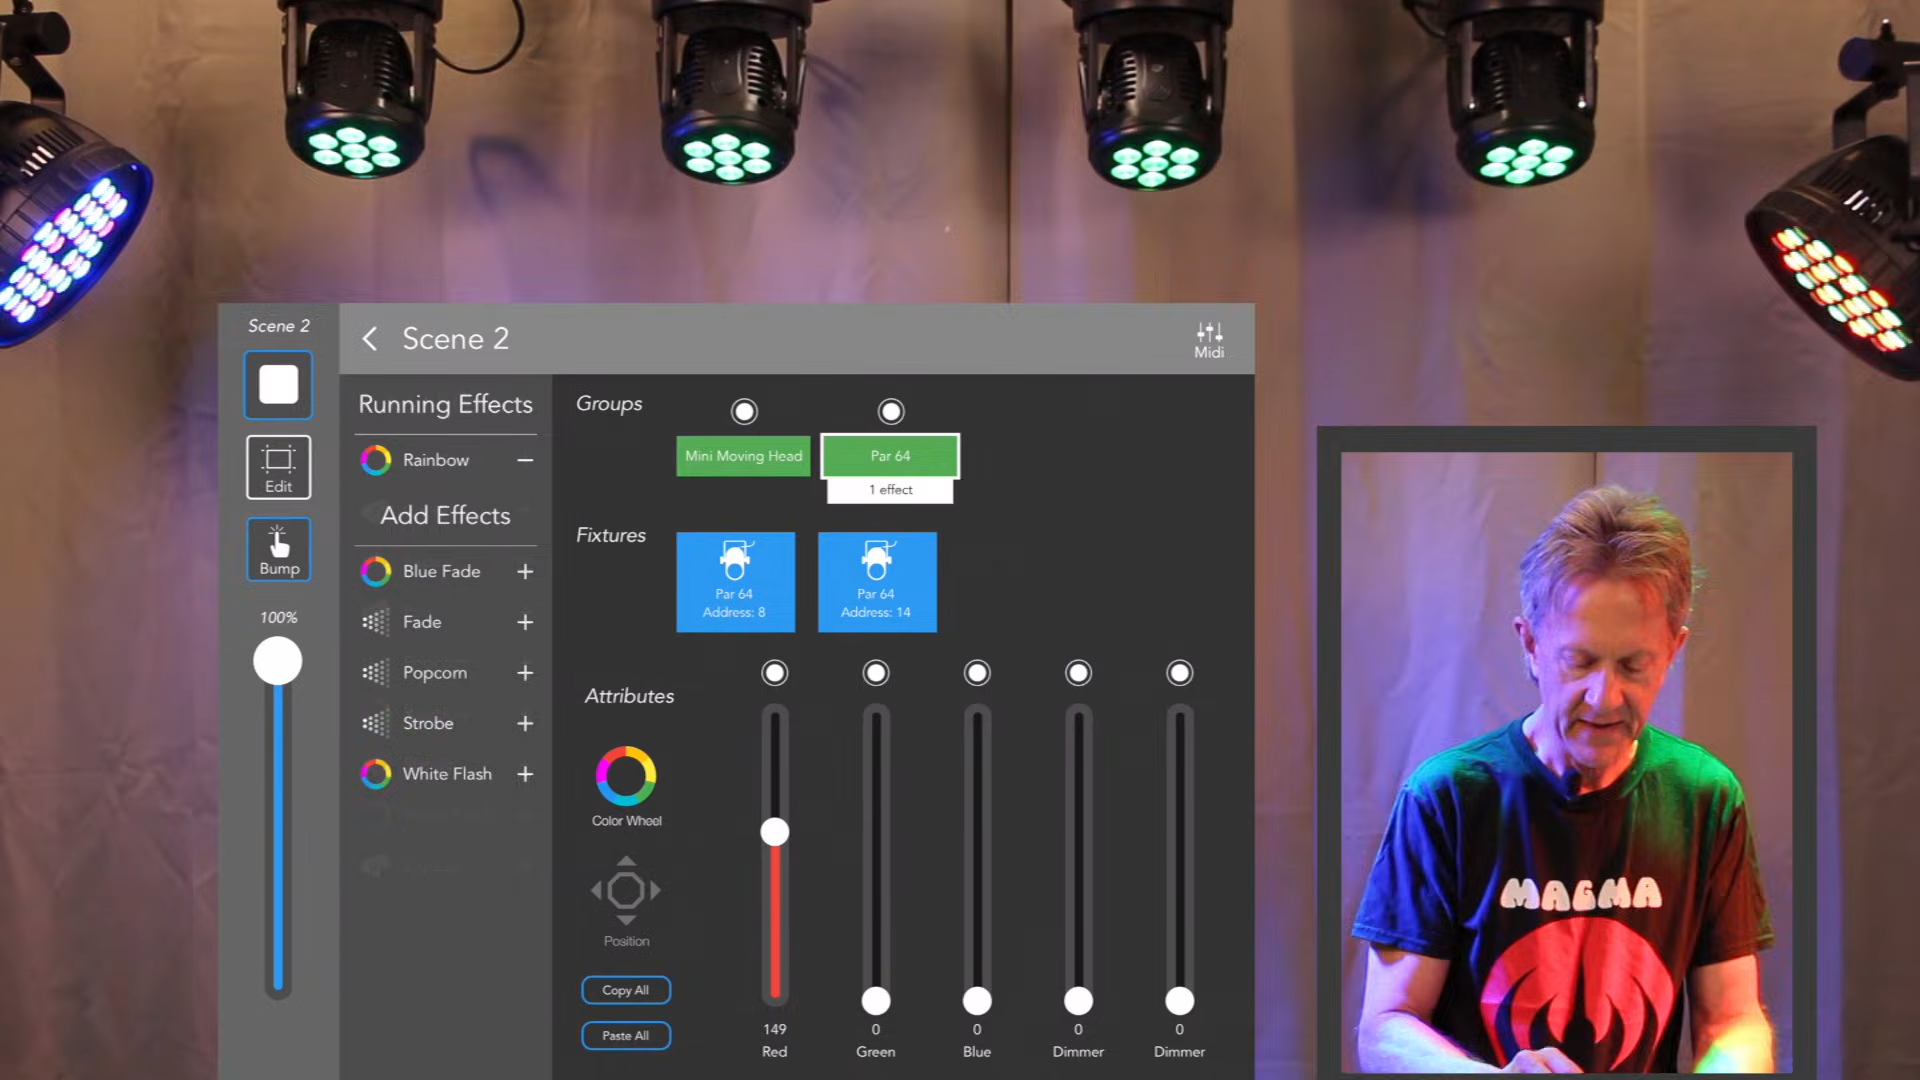 Scene 2
Scene 2
Midi
Edit
Bump
100%
Running Effects
Rainbow
Add Effects
Blue Fade
Fade
Popcorn
Strobe
White Flash
Groups
Mini Moving Head
Par 64
1 effect
Fixtures
Par 64
Address: 8
Par 64
Address: 14
Attributes
Color Wheel
Position
Copy All
Paste All
149
Red
0
Green
0
Blue
0
Dimmer
0
Dimmer
MAGMA